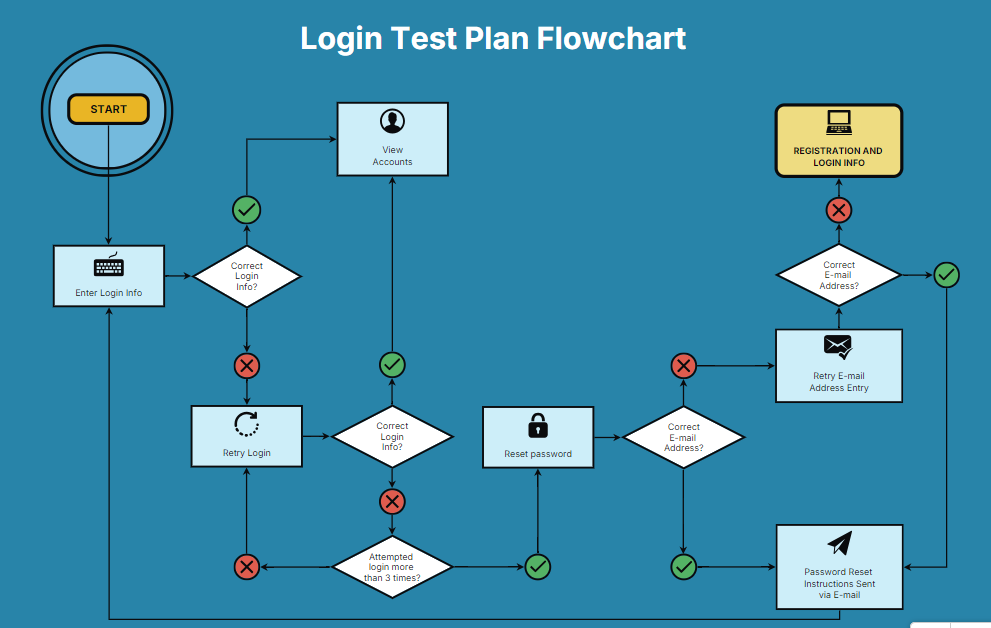 Login Test Plan Flowchart
START
View
Accounts
REGISTRATION AND
LOGIN INFO
Enter Login Info
Correct
Login
Info?
Correct
E-mail
Address?
Retry E-mail
Address Entry
Retry Login
Correct
Login
Info?
Reset password
Correct
E-mail
Address?
Attempted
login more
than 3 times?
Password Reset
Instructions Sent
via E-mail